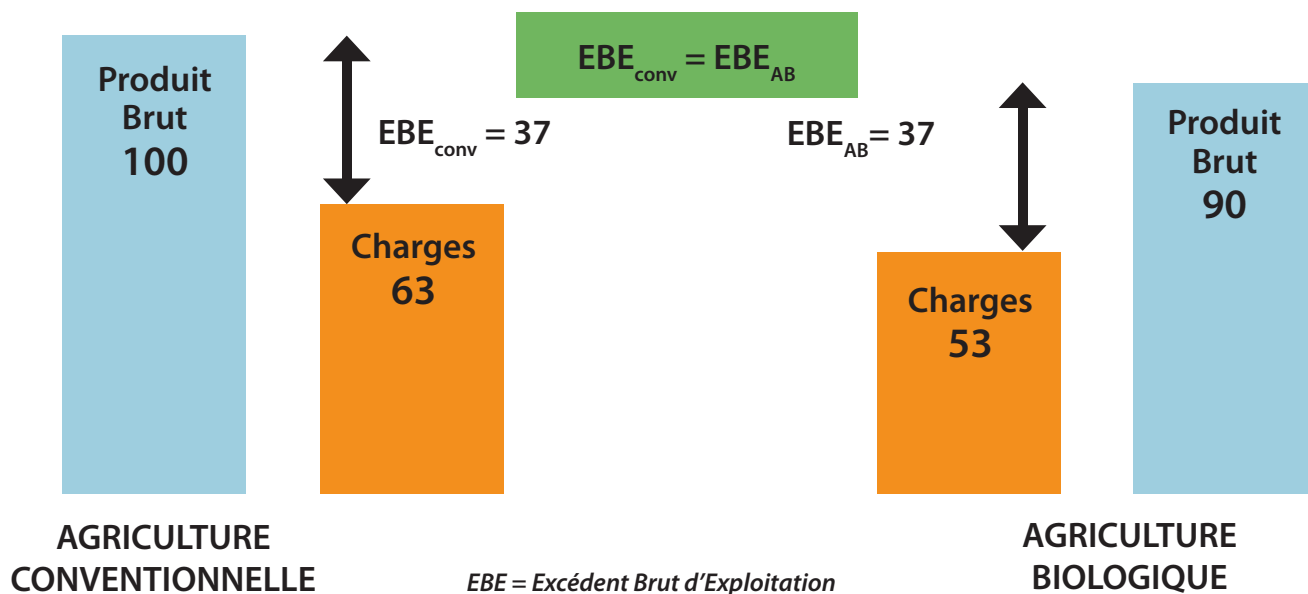 Produit
Brut
100
EBEconv = 37
Charges
63
EBEconv = EBEAB
EBEAB = 37
Charges
53
Produit
Brut
90
AGRICULTURE
CONVENTIONNELLE
EBE = Excédent Brut d'Exploitation
AGRICULTURE
BIOLOGIQUE